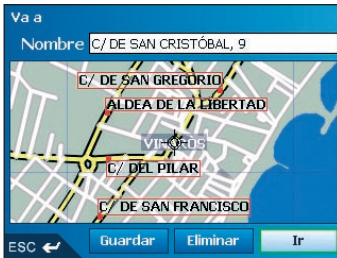 Va a
Nombre C/ DE SAN CRISTÓBAL, 9
C/ DE SAN GREGORIO
ALDEA DE LA LIBERTAD
VINAROS
C/ DEL PILAR
C/ DE SAN FRANCISCO
ESC Guardar Eliminar Ir